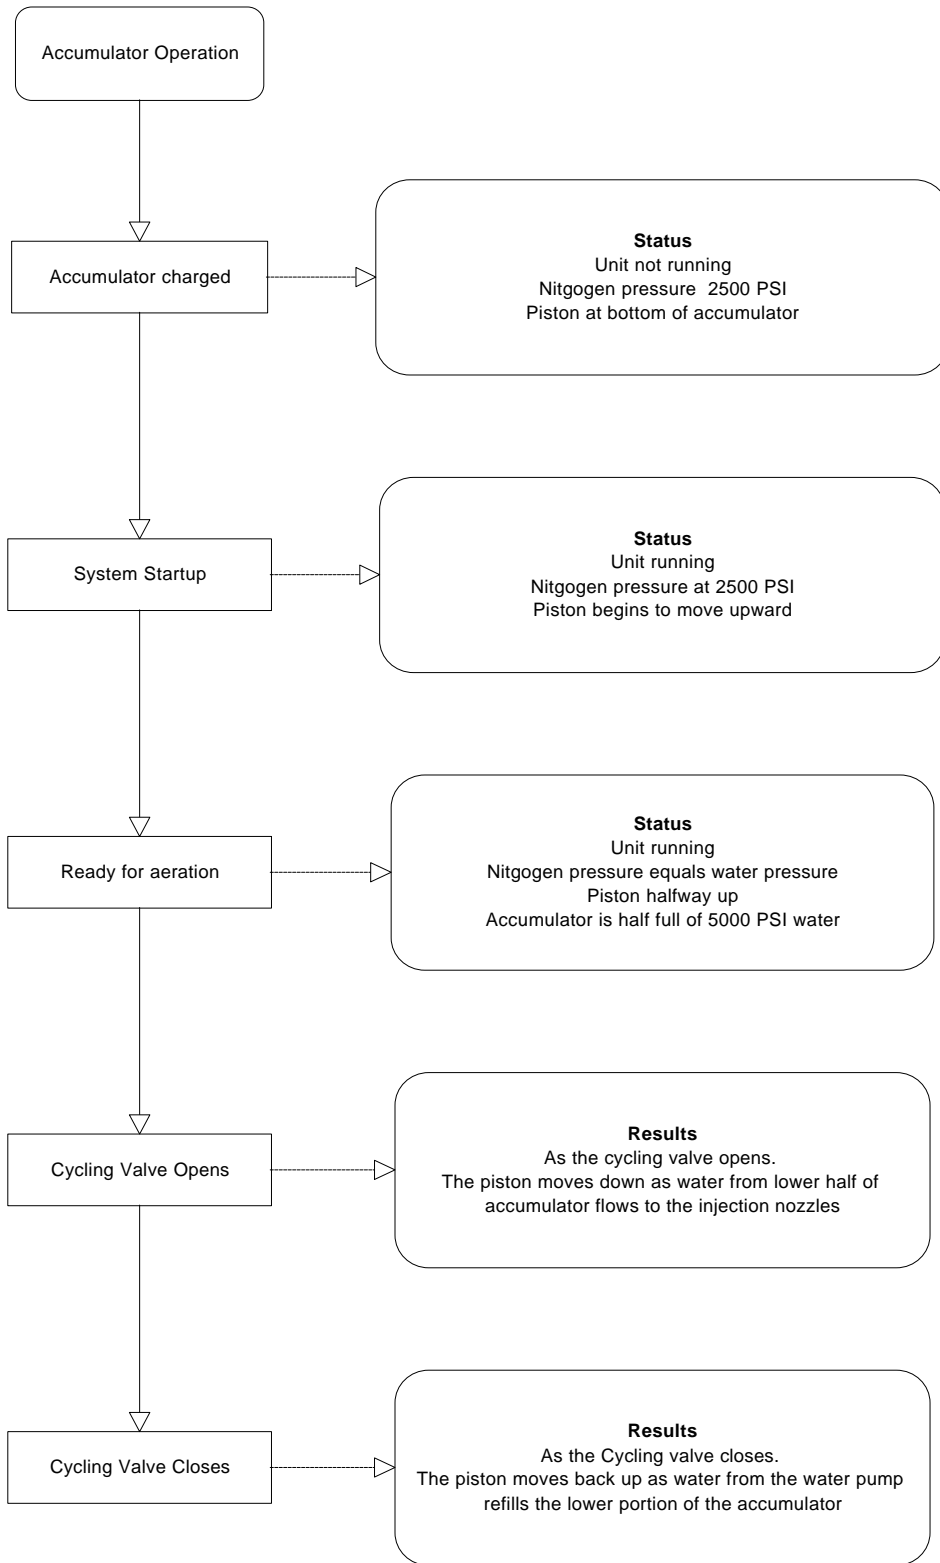 Accumulator Operation
Accumulator charged
Status
Unit not running
Nitgogen pressure  2500 PSI
Piston at bottom of accumulator
System Startup
Status
Unit running
Nitgogen pressure at 2500 PSI
Piston begins to move upward
Ready for aeration
Status
Unit running
Nitgogen pressure equals water pressure
Piston halfway up
Accumulator is half full of 5000 PSI water
Cycling Valve Opens
Results
As the cycling valve opens.
The piston moves down as water from lower half of
accumulator flows to the injection nozzles
Cycling Valve Closes
Results
As the Cycling valve closes.
The piston moves back up as water from the water pump
refills the lower portion of the accumulator